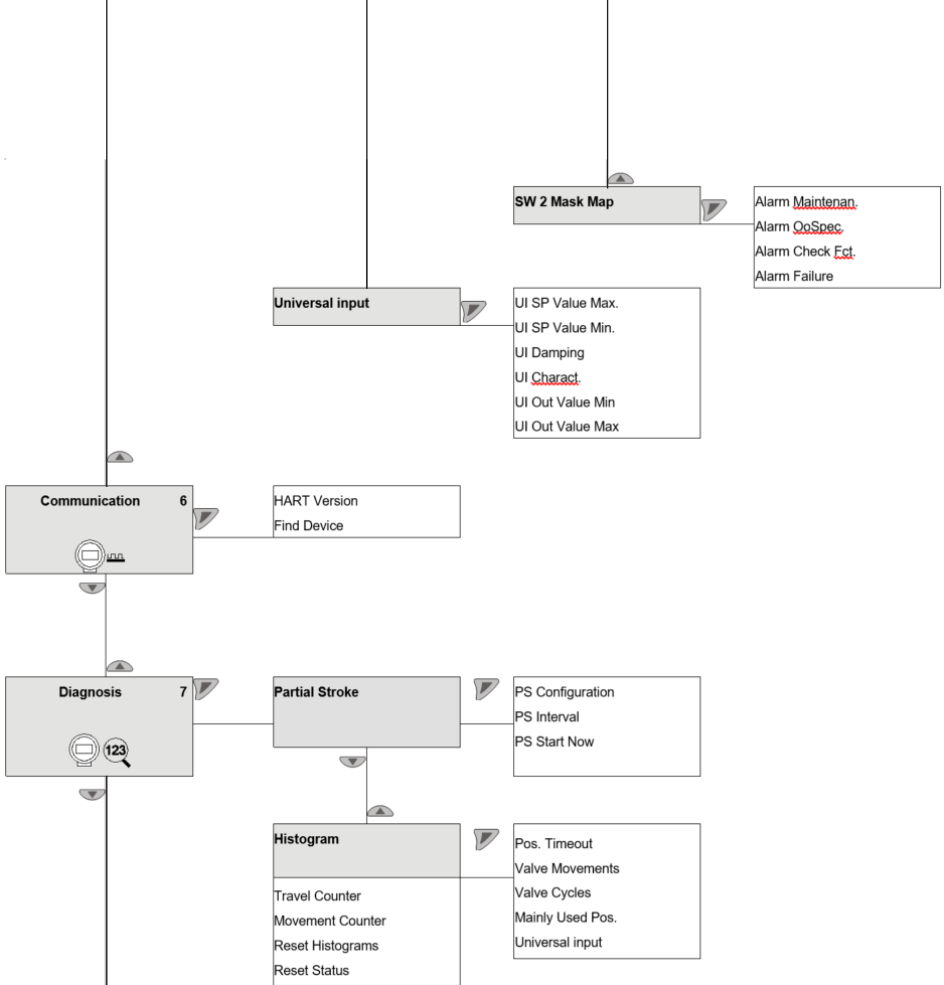 SW 2 Mask Map
Alarm Maintenan.
Alarm OoSpec.
Alarm Check Fct.
Alarm Failure
Universal input
UI SP Value Max.
UI SP Value Min.
UI Damping
UI Charact.
UI Out Value Min
UI Out Value Max
Communication 6
HART Version
Find Device
Diagnosis 7
123
Partial Stroke
PS Configuration
PS Interval
PS Start Now
Histogram
Travel Counter
Movement Counter
Reset Histograms
Reset Status
Pos. Timeout
Valve Movements
Valve Cycles
Mainly Used Pos.
Universal input